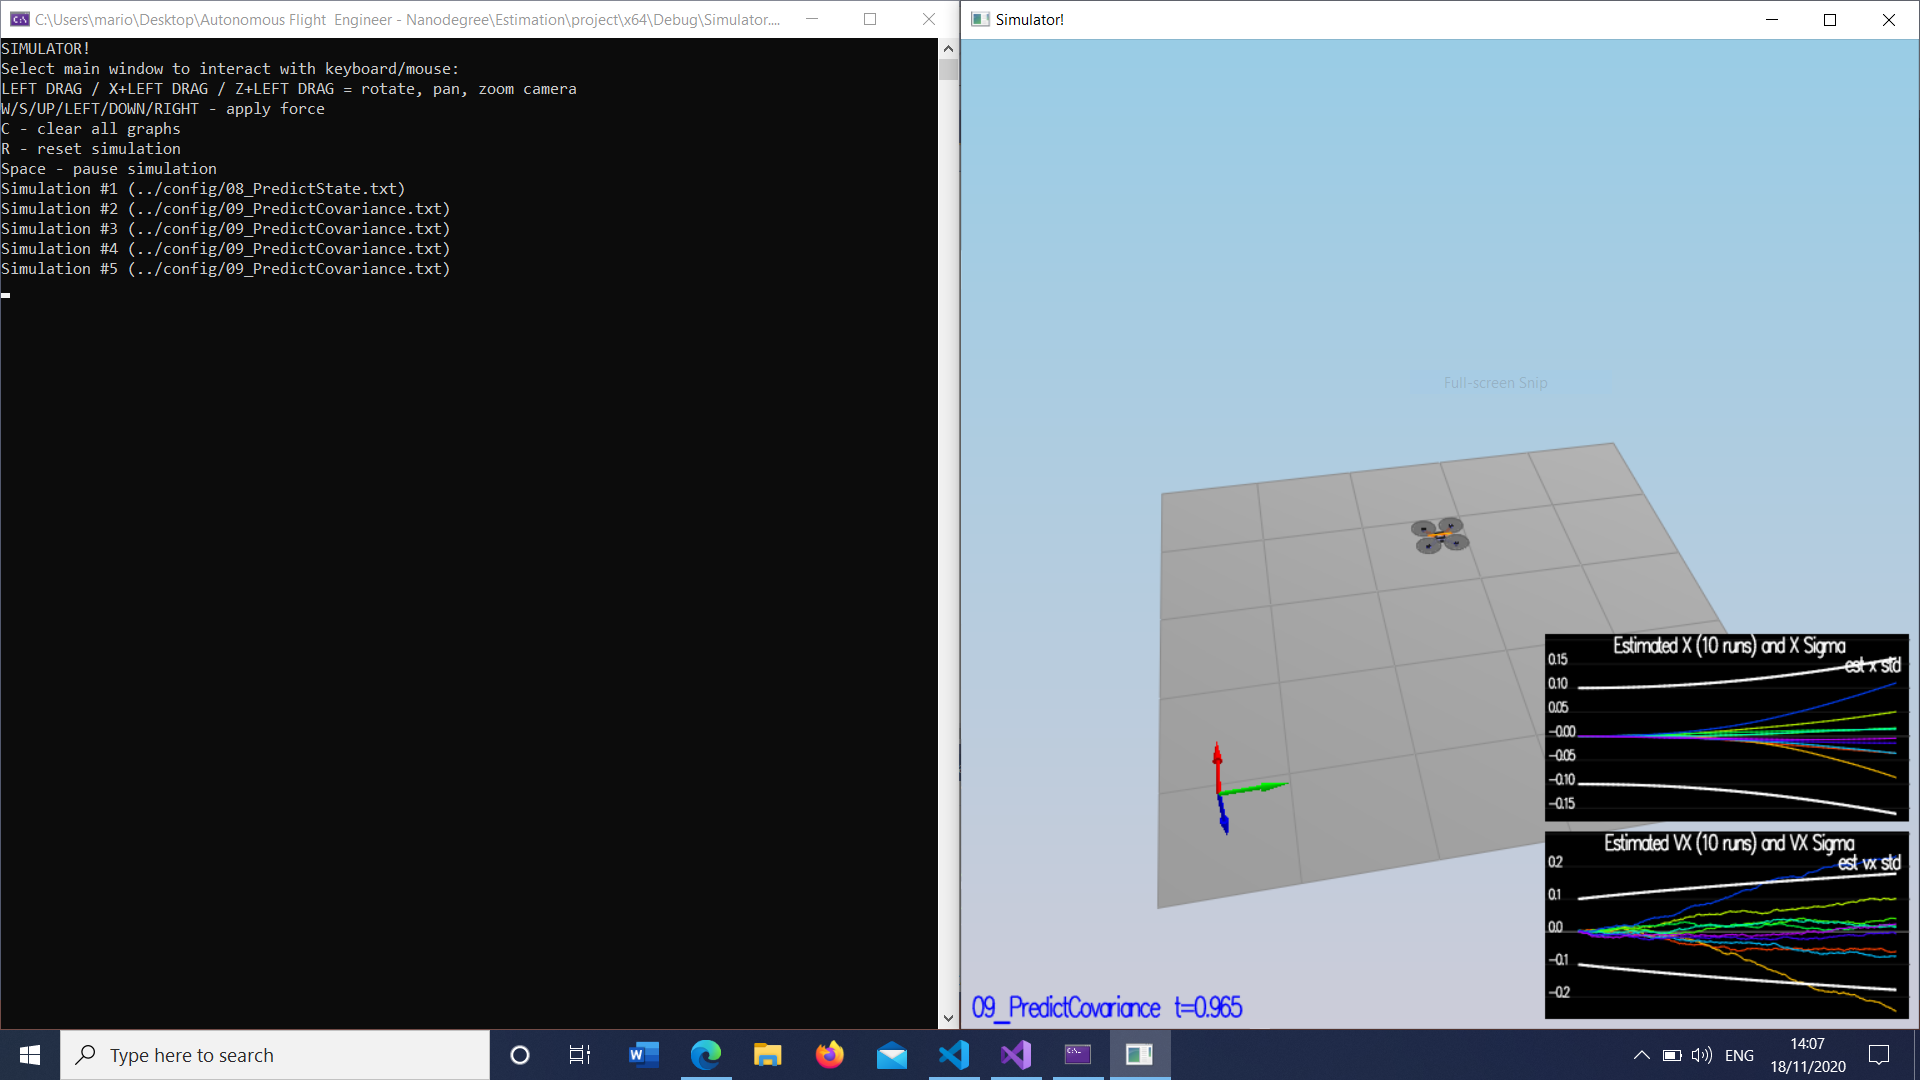 C:\Users\mario\Desktop\Autonomous Flight  Engineer - Nanodegree\Estimation\project\x64\Debug\Simulator....
SIMULATOR!
Select main window to interact with keyboard/mouse:
LEFT DRAG / X+LEFT DRAG / Z+LEFT DRAG = rotate, pan, zoom camera
W/S/UP/LEFT/DOWN/RIGHT - apply force
C - clear all graphs
R - reset simulation
Space - pause simulation
Simulation #1 (../config/08_PredictState.txt)
Simulation #2 (../config/09_PredictCovariance.txt)
Simulation #3 (../config/09_PredictCovariance.txt)
Simulation #4 (../config/09_PredictCovariance.txt)
Simulation #5 (../config/09_PredictCovariance.txt)
Simulator!
Full-screen Snip
Estimated X (10 runs) and X Sigma
est x std
0.15
0.10
0.05
-0.00
-0.05
-0.10
-0.15
Estimated VX (10 runs) and VX Sigma
est vx std
0.2
0.1
0.0
-0.1
-0.2
09_PredictCovariance t=0.965
Type here to search
ENG
14:07
18/11/2020